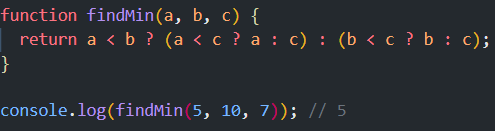 function findMin(a, b, c) {
  return a < b ? (a < c ? a : c) : (b < c ? b : c);
}

console.log(findMin(5, 10, 7)); // 5